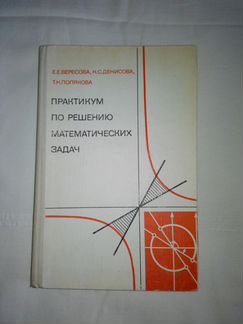 Е.Е.ВЕРЕСОВА, Н.С.ДЕНИСОВА,
Т.Н.ПОЛЯКОВА
ПРАКТИКУМ
ПО РЕШЕНИЮ
МАТЕМАТИЧЕСКИХ
ЗАДАЧ